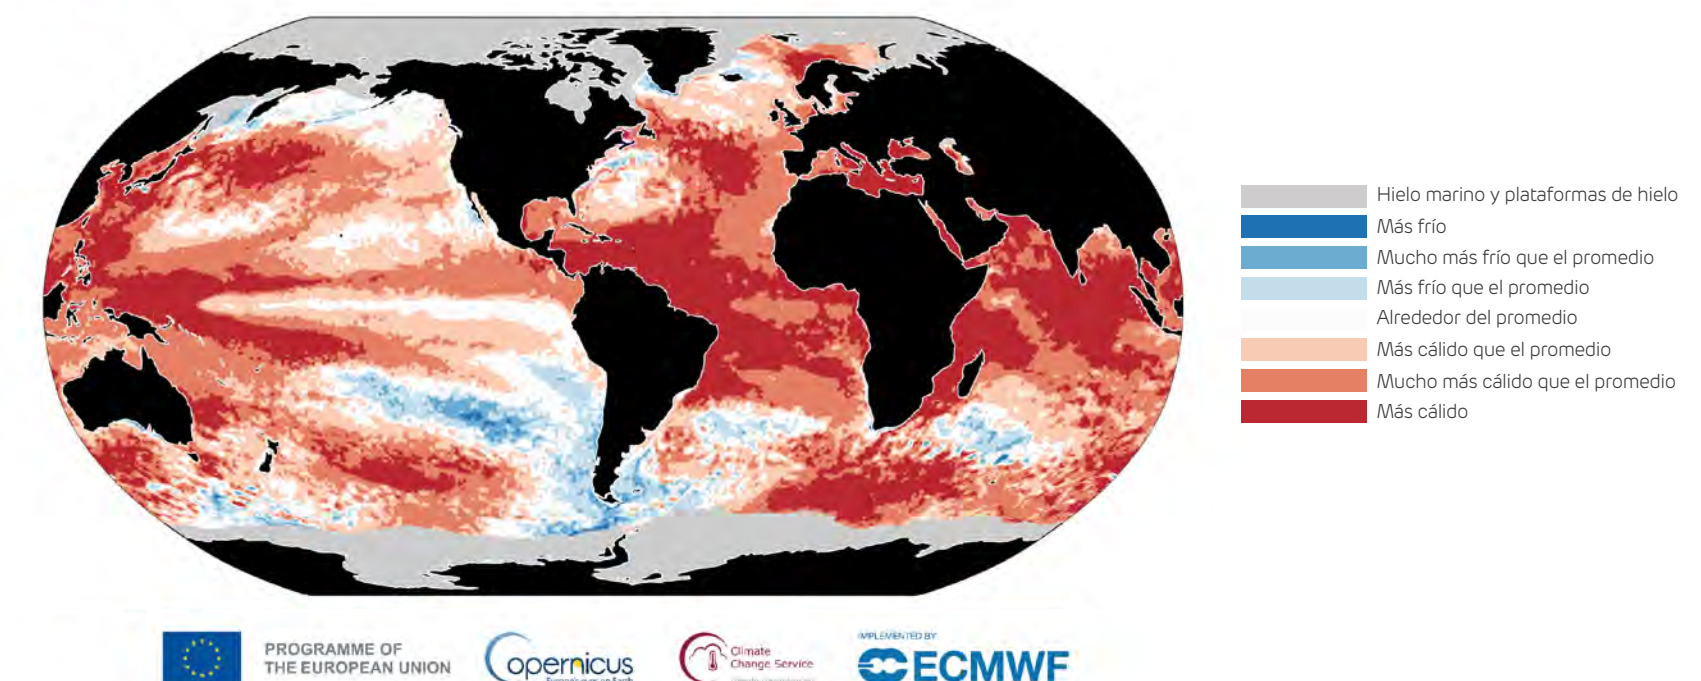 Hielo marino y plataformas de hielo
Más frío
Mucho más frío que el promedio
Más frío que el promedio
Alrededor del promedio
Más cálido que el promedio
Mucho más cálido que el promedio
Más cálido
PROGRAMME OF
THE EUROPEAN UNION
opernicus
Climate
Change Service
IMPLEMENTED BY
ECMWF